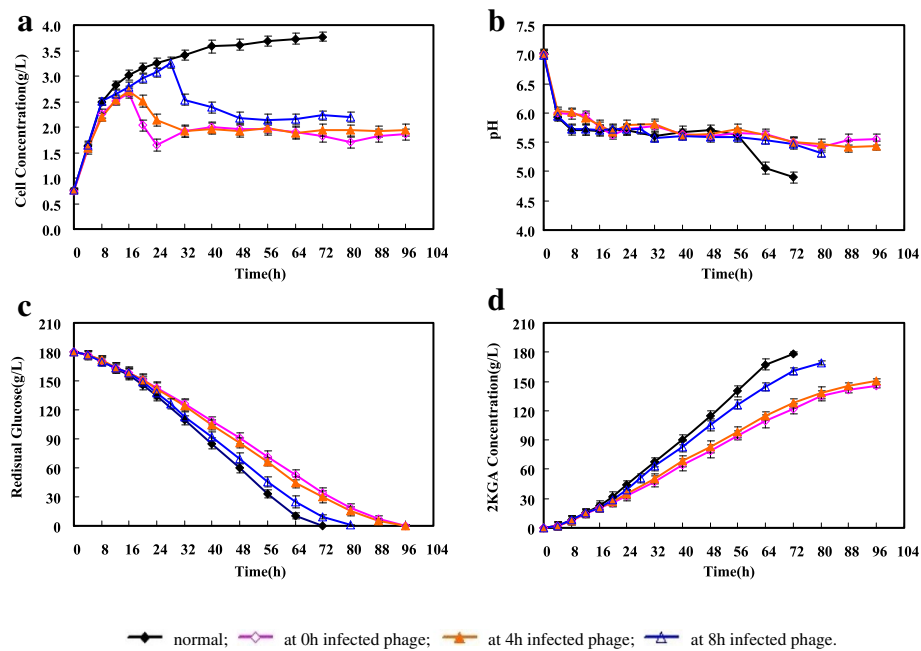 a
Cell Concentration(g/L)
4.0
3.5
3.0
2.5
2.0
1.5
1.0
0.5
0.0
0 8 16 24 32 40 48 56 64 72 80 88 96 104
Time(h)
b
pH
7.5
7.0
6.5
6.0
5.5
5.0
4.5
4.0
0 8 16 24 32 40 48 56 64 72 80 88 96 104
Time(h)
c
Redisual Glucose(g/L)
210
180
150
120
90
60
30
0
0 8 16 24 32 40 48 56 64 72 80 88 96 104
Time(h)
d
2KGA Concentration(g/L)
210
180
150
120
90
60
30
0
0 8 16 24 32 40 48 56 64 72 80 88 96 104
Time(h)
normal; at 0h infected phage; at 4h infected phage; at 8h infected phage.